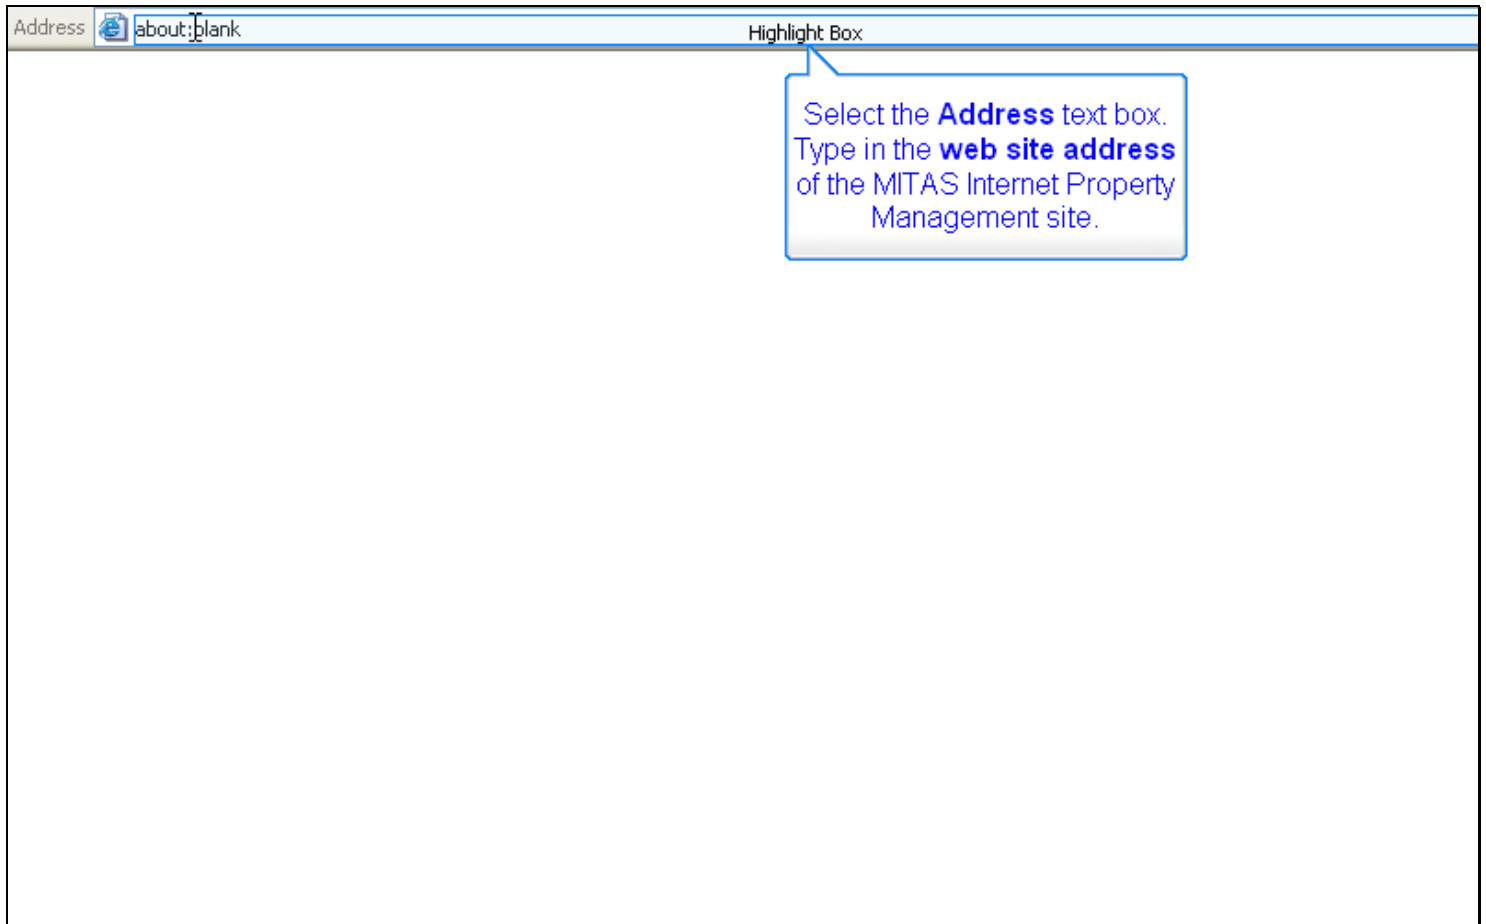 Address about:blank Highlight Box
Select the Address text box.
Type in the web site address
of the MITAS Internet Property
Management site.